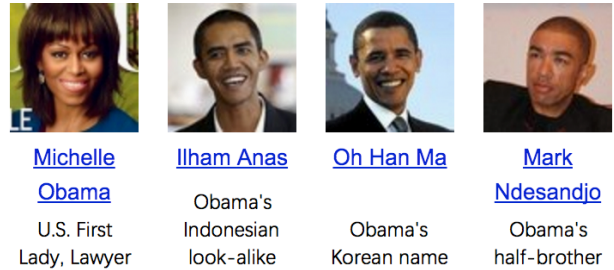 LE
Michelle
Obama
U.S. First
Lady, Lawyer
Ilham Anas
Obama's
Indonesian
look-alike
Oh Han Ma
Obama's
Korean name
Mark
Ndesandjo
Obama's
half-brother